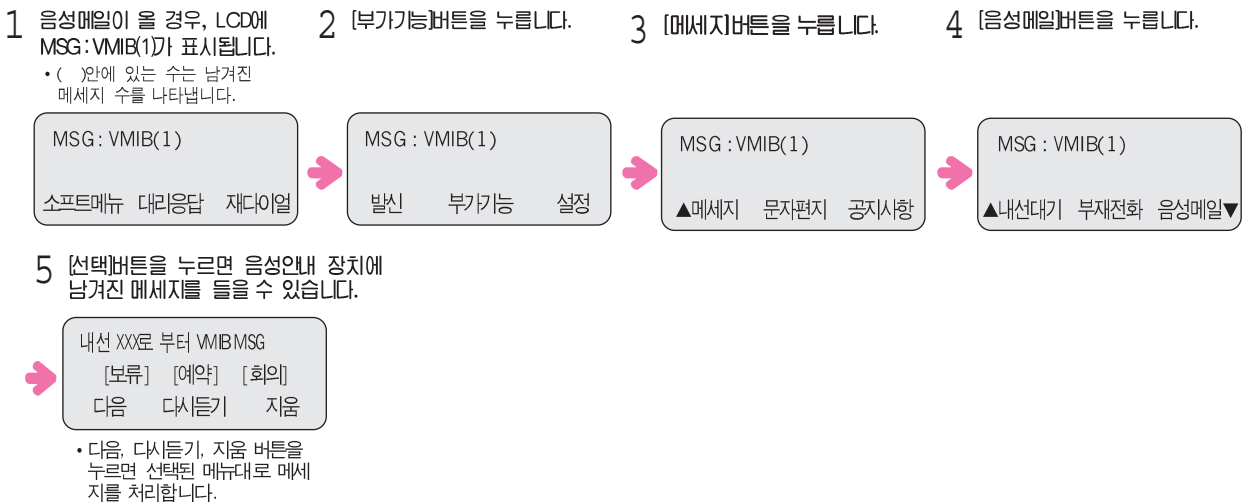 1 음성메일이 올 경우, LCD에
MSG : VMIB(1)가 표시됩니다.
• ( )안에 있는 수는 남겨진
메세지 수를 나타냅니다.
MSG : VMIB(1)
소프트메뉴 대리응답 재다이얼
2 [부가기능]버튼을 누릅니다.
MSG : VMIB(1)
발신 부가기능 설정
3 [메세지]버튼을 누릅니다.
MSG : VMIB(1)
▲메세지 문자편지 공지사항
4 [음성메일]버튼을 누릅니다.
MSG : VMIB(1)
▲내선대기 부재전화 음성메일▼
5 [선택]버튼을 누르면 음성안내 장치에
남겨진 메세지를 들을 수 있습니다.
내선 XXX로 부터 VMIB MSG
[보류] [예약] [회의]
다음 다시듣기 지움
• 다음, 다시듣기, 지움 버튼을
누르면 선택된 메뉴대로 메세
지를 처리합니다.